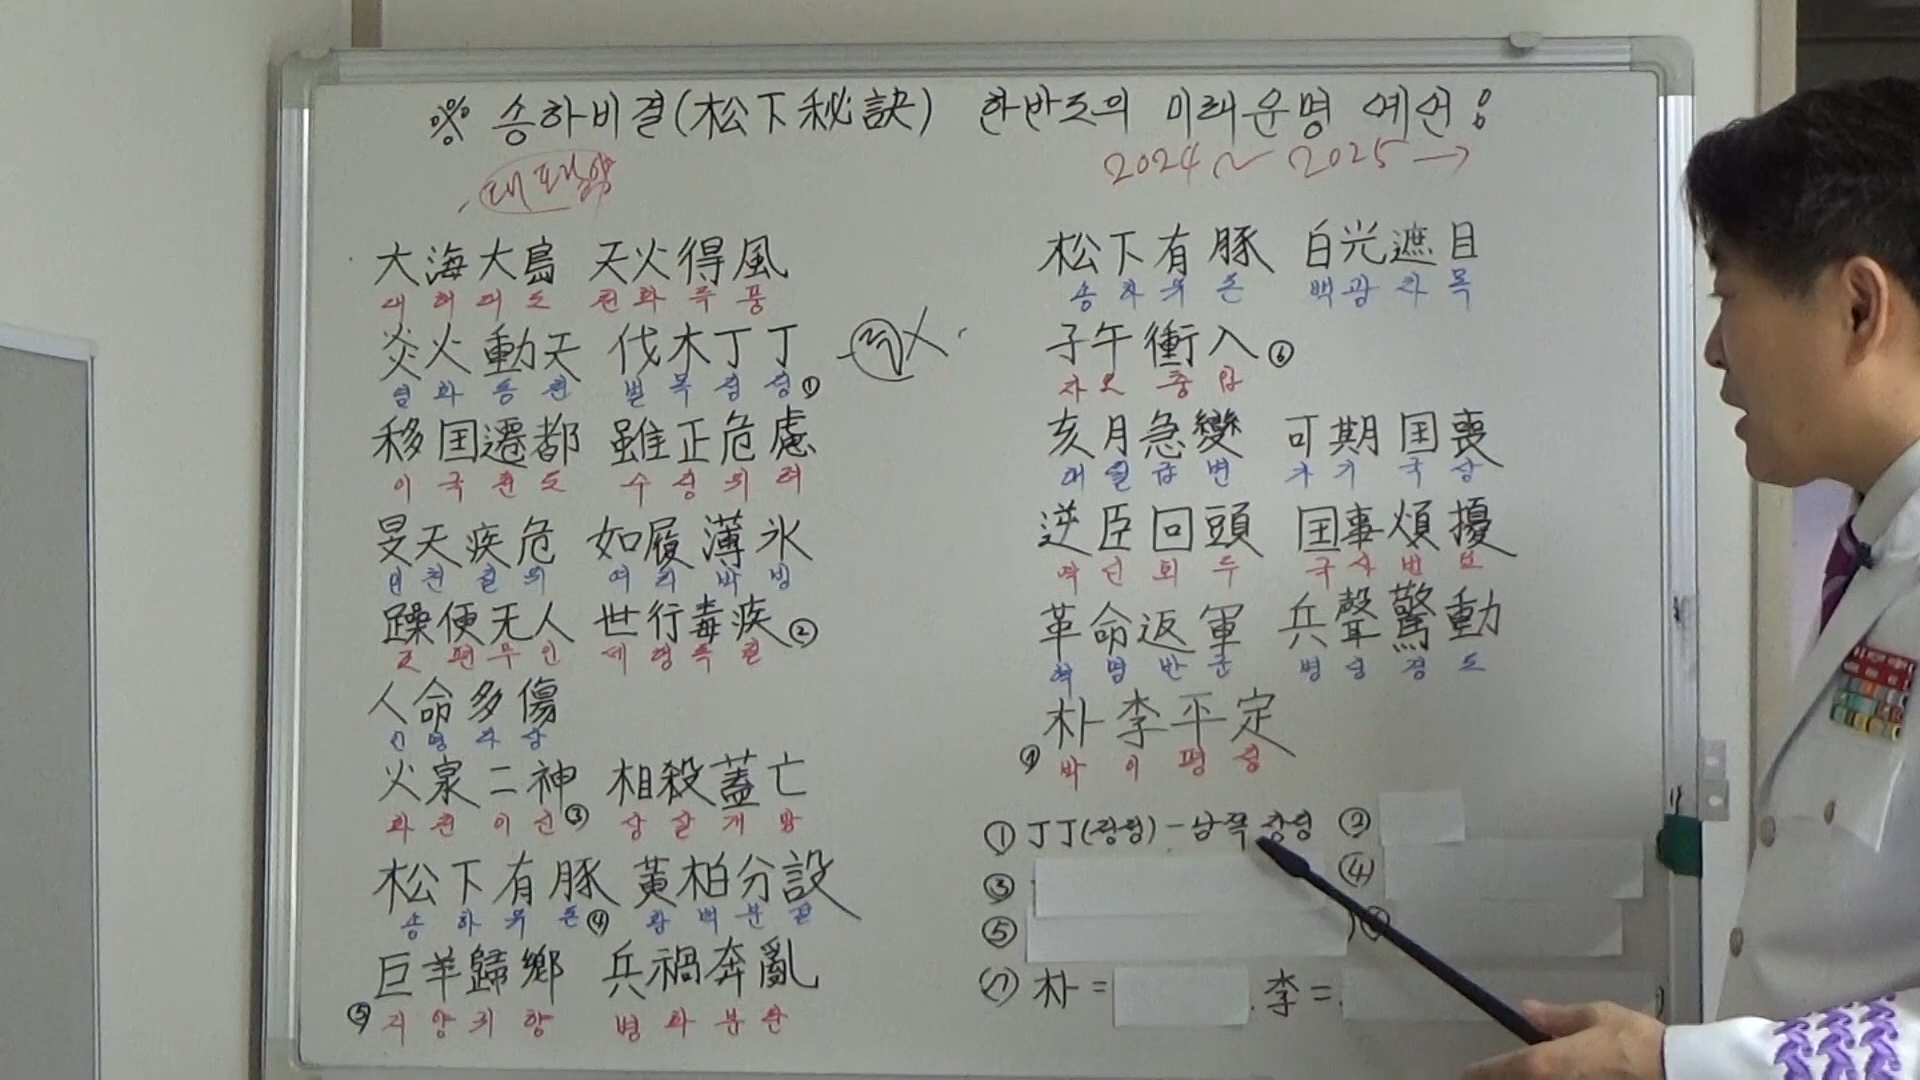 ※ 송하비결(松下秘訣) 한반도의 미래운명 예언:
2024 ~ 2025 →
大海大島 天火得風
대해대도 천화득풍
炎火動天 伐木丁丁
염화동천 벌목정정 ①
移国遷都 雖正危慮
이국천도 수정위려
旻天疾危 如履薄氷
민천질위 여리박빙
躁便无人 世行毒疾 ②
조편무인 세행독질
人命多傷
인명다상
火泉二神 ③ 相殺蓋亡
화천이신 상살개망
松下有豚 黃柏分設
송하유돈 ④ 황백분설
巨羊歸鄉 兵禍奔亂
⑤ 거양귀향 병화분란
松下有豚 白光遮目
송하유돈 백광차목
子午衝入 ⑥
자오충입
亥月急變 可期国喪
해월급변 가기국상
逆臣回頭 国事煩擾
역신회두 국사번요
革命返軍 兵聲驚動
혁명반군 병성경동
朴李平定
⑦ 박이평정
① 丁丁(정정) - 남쪽 장정 ②
③ ④
⑤ ⑥
⑦ 朴 = . 李 =